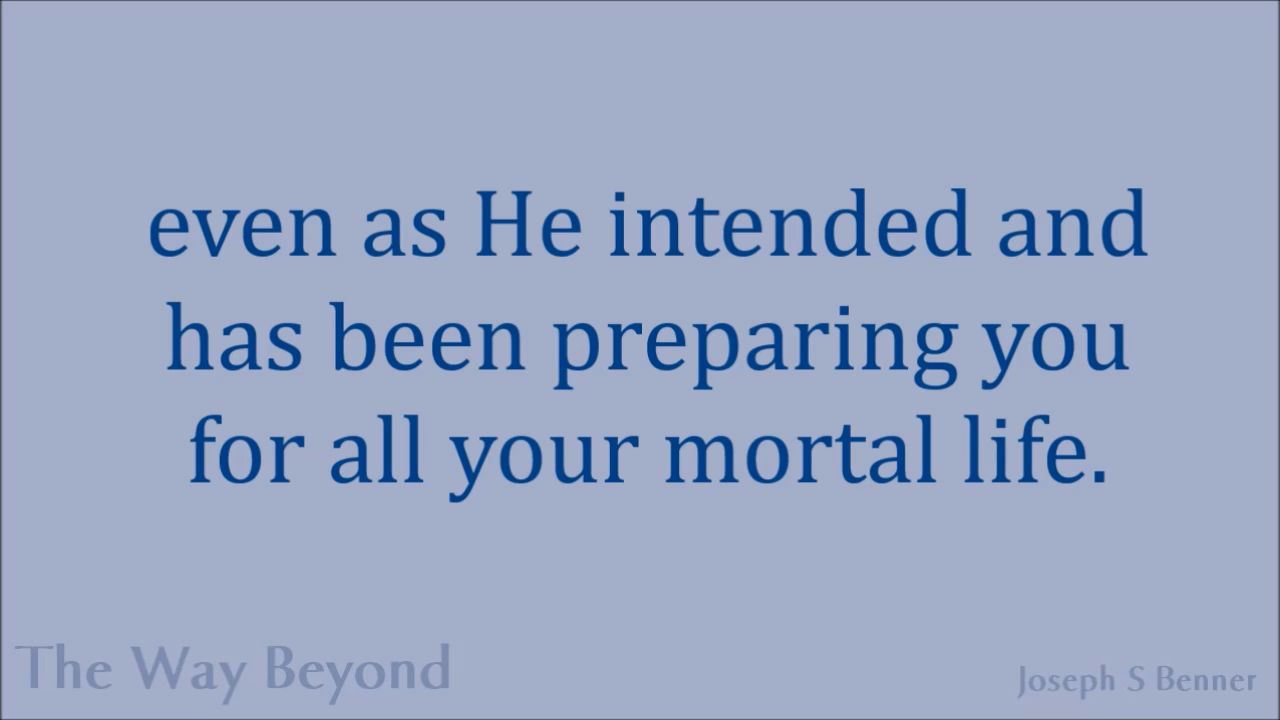 even as He intended and
has been preparing you
for all your mortal life.
The Way Beyond
Joseph S Benner